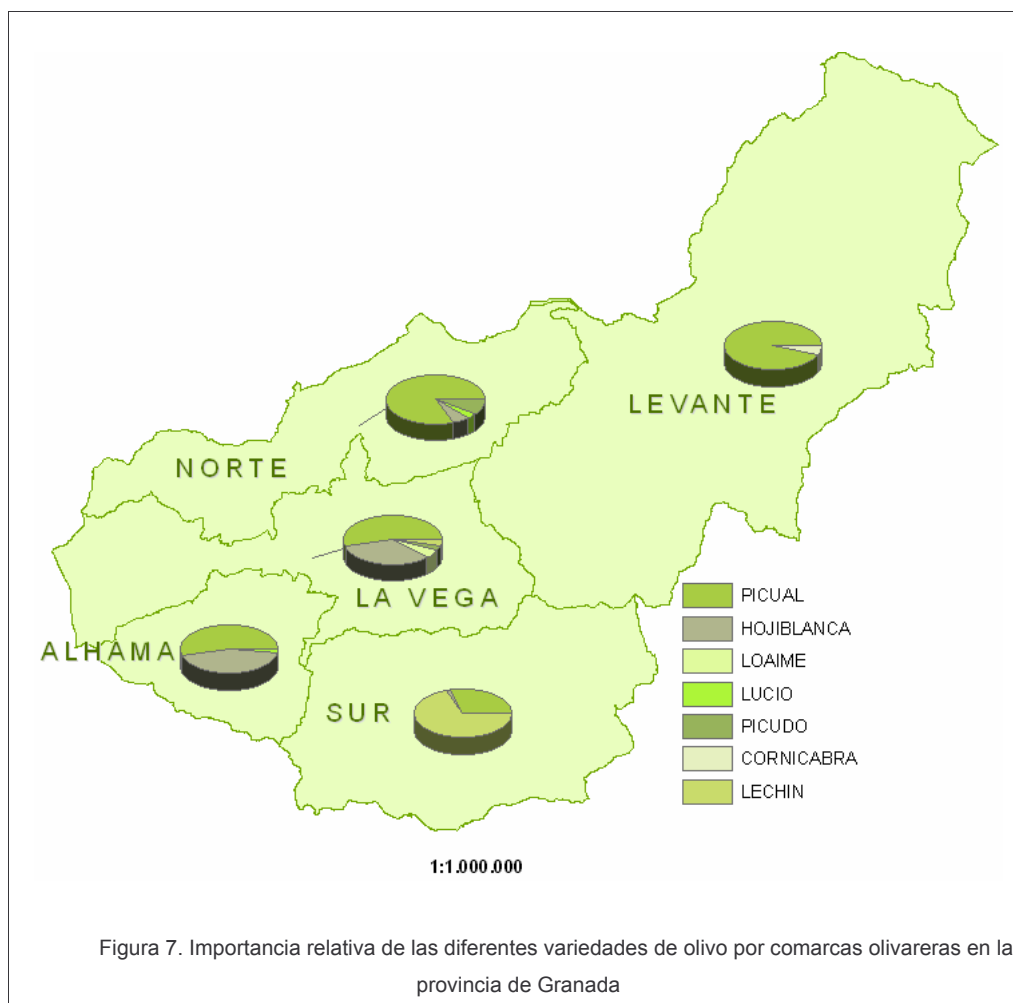 LEVANTE
NORTE
LA VEGA
ALHAMA
SUR
PICUAL
HOJIBLANCA
LOAIME
LUCIO
PICUDO
CORNICABRA
LECHIN
1:1.000.000
Figura 7. Importancia relativa de las diferentes variedades de olivo por comarcas olivareras en la
provincia de Granada